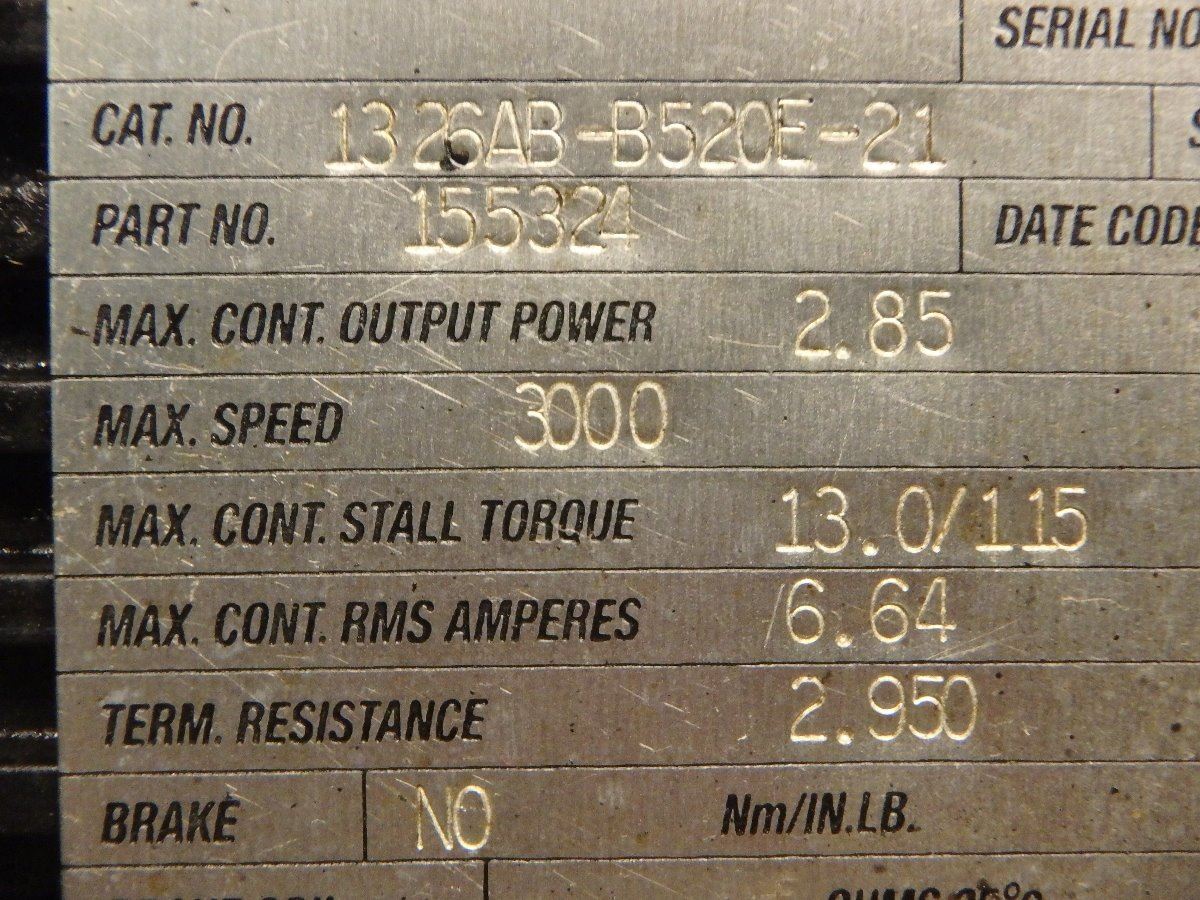 SERIAL NO
CAT. NO. 1326AB-B520E-21 S
PART NO. 155324 DATE CODE
MAX. CONT. OUTPUT POWER 2.85
MAX. SPEED 3000
MAX. CONT. STALL TORQUE 13.0/115
MAX. CONT. RMS AMPERES 6.64
TERM. RESISTANCE 2.950
BRAKE NO Nm/IN.LB.